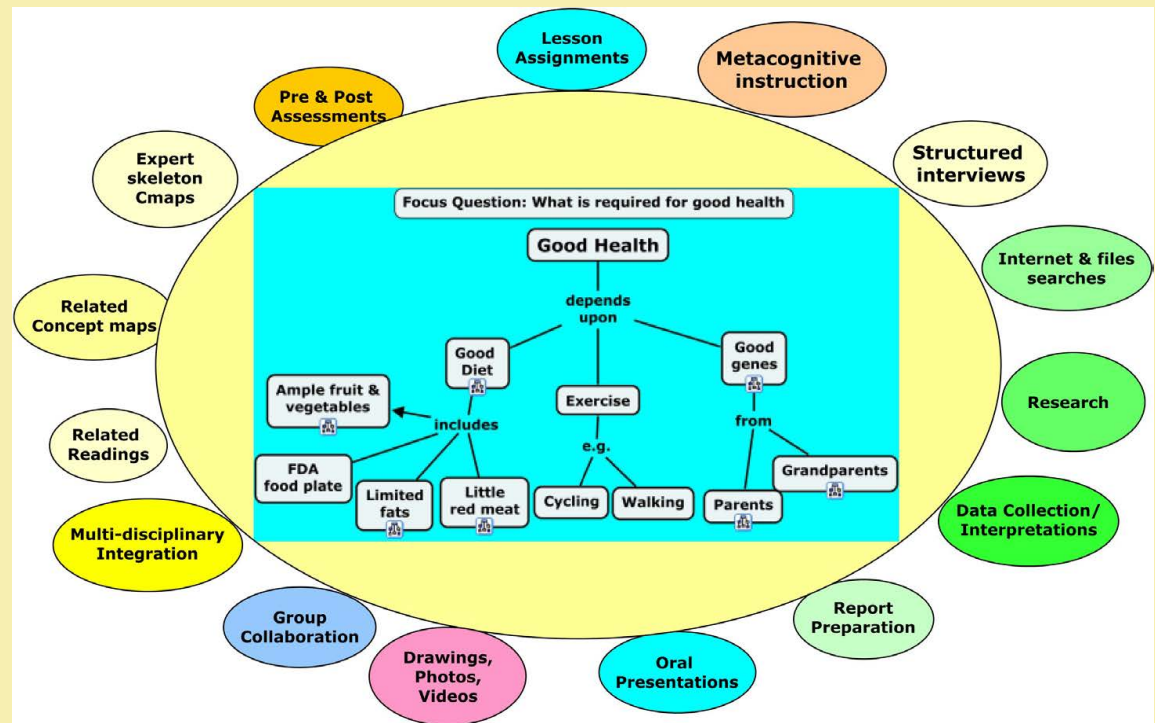 Lesson
Assignments
Metacognitive
instruction
Pre & Post
Assessments
Structured
interviews
Expert
skeleton
Cmaps
Internet & files
searches
Related
Concept maps
Research
Related
Readings
Data Collection/
Interpretations
Multi-disciplinary
Integration
Report
Preparation
Group
Collaboration
Drawings,
Photos,
Videos
Oral
Presentations
Focus Question: What is required for good health
Good Health
depends
upon
Good
Diet
Exercise
Good
genes
includes
e.g.
from
Ample fruit &
vegetables
FDA
food plate
Limited
fats
Little
red meat
Cycling
Walking
Parents
Grandparents